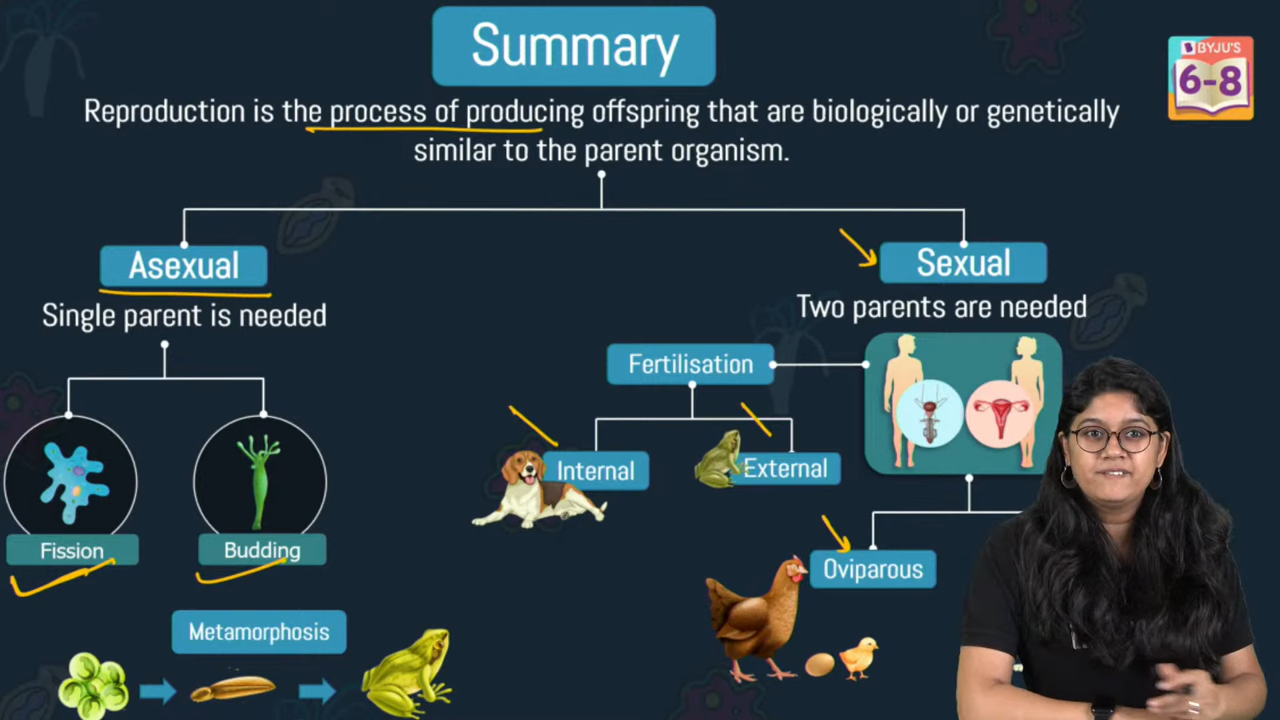 Summary
BYJU'S
6-8
Reproduction is the process of producing offspring that are biologically or genetically
similar to the parent organism.
Asexual
Sexual
Single parent is needed
Two parents are needed
Fertilisation
Internal
External
Fission
Budding
Oviparous
Metamorphosis